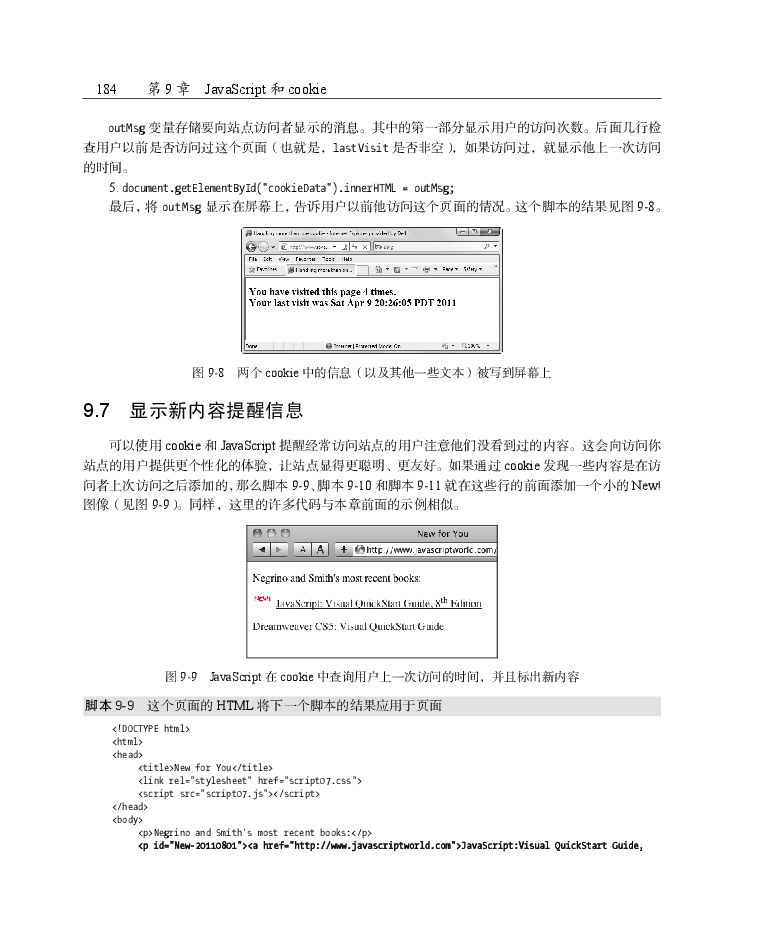 184 第 9 章 JavaScript 和 cookie
outMsg 变量存储要向站点访问者显示的消息。其中的第一部分显示用户的访问次数。后面几行检
查用户以前是否访问过这个页面（也就是，lastVisit 是否非空），如果访问过，就显示他上一次访问
的时间。
5. document.getElementById("cookieData").innerHTML = outMsg;
最后，将 outMsg 显示在屏幕上，告诉用户以前他访问这个页面的情况。这个脚本的结果见图 9-8。
Handling more than one cookie - Internet Explorer provided by Dell
File Edit View Favorites Tools Help
Favorites Handling more than on... Page Safety
You have visited this page 4 times.
Your last visit was Sat Apr 9 20:26:05 PDT 2011
Done Internet | Protected Mode: On
图 9-8 两个 cookie 中的信息（以及其他一些文本）被写到屏幕上
9.7 显示新内容提醒信息
可以使用 cookie 和 JavaScript 提醒经常访问站点的用户注意他们没看到过的内容。这会向访问你
站点的用户提供更个性化的体验，让站点显得更聪明、更友好。如果通过 cookie 发现一些内容是在访
问者上次访问之后添加的，那么脚本 9-9、脚本 9-10 和脚本 9-11 就在这些行的前面添加一个小的 New!
图像（见图 9-9）。同样，这里的许多代码与本章前面的示例相似。
New for You
A A + http://www.javascriptworld.com/
Negrino and Smith's most recent books:
new! JavaScript: Visual QuickStart Guide, 8th Edition
Dreamweaver CS5: Visual QuickStart Guide
图 9-9 JavaScript 在 cookie 中查询用户上一次访问的时间，并且标出新内容
脚本 9-9 这个页面的 HTML 将下一个脚本的结果应用于页面
<!DOCTYPE html>
<html>
<head>
<title>New for You</title>
<link rel="stylesheet" href="script07.css">
<script src="script07.js"></script>
</head>
<body>
<p>Negrino and Smith's most recent books:</p>
<p id="New-20110801"><a href="http://www.javascriptworld.com">JavaScript:Visual QuickStart Guide,